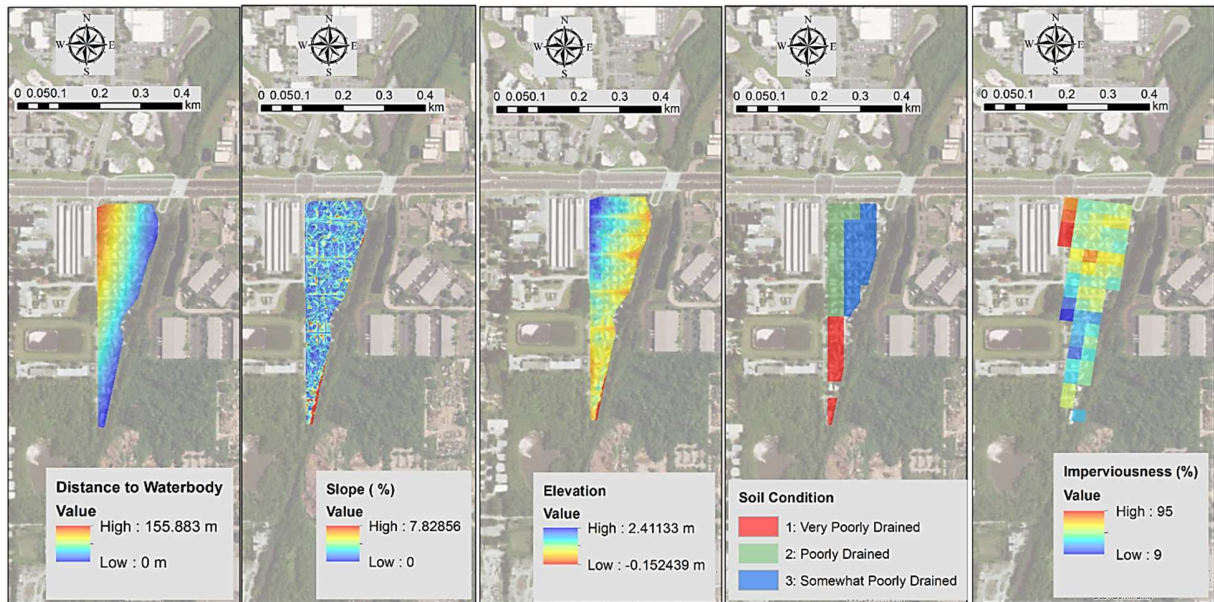 N
W E
S
0 0.050.1 0.2 0.3 0.4
km
Distance to Waterbody
Value
High : 155.883 m
Low : 0 m
N
W E
S
0 0.050.1 0.2 0.3 0.4
km
Slope ( %)
Value
High : 7.82856
Low : 0
N
W E
S
0 0.050.1 0.2 0.3 0.4
km
Elevation
Value
High : 2.41133 m
Low : -0.152439 m
N
W E
S
0 0.050.1 0.2 0.3 0.4
km
Soil Condition
1: Very Poorly Drained
2: Poorly Drained
3: Somewhat Poorly Drained
N
W E
S
0 0.050.1 0.2 0.3 0.4
km
Imperviousness (%)
Value
High : 95
Low : 9